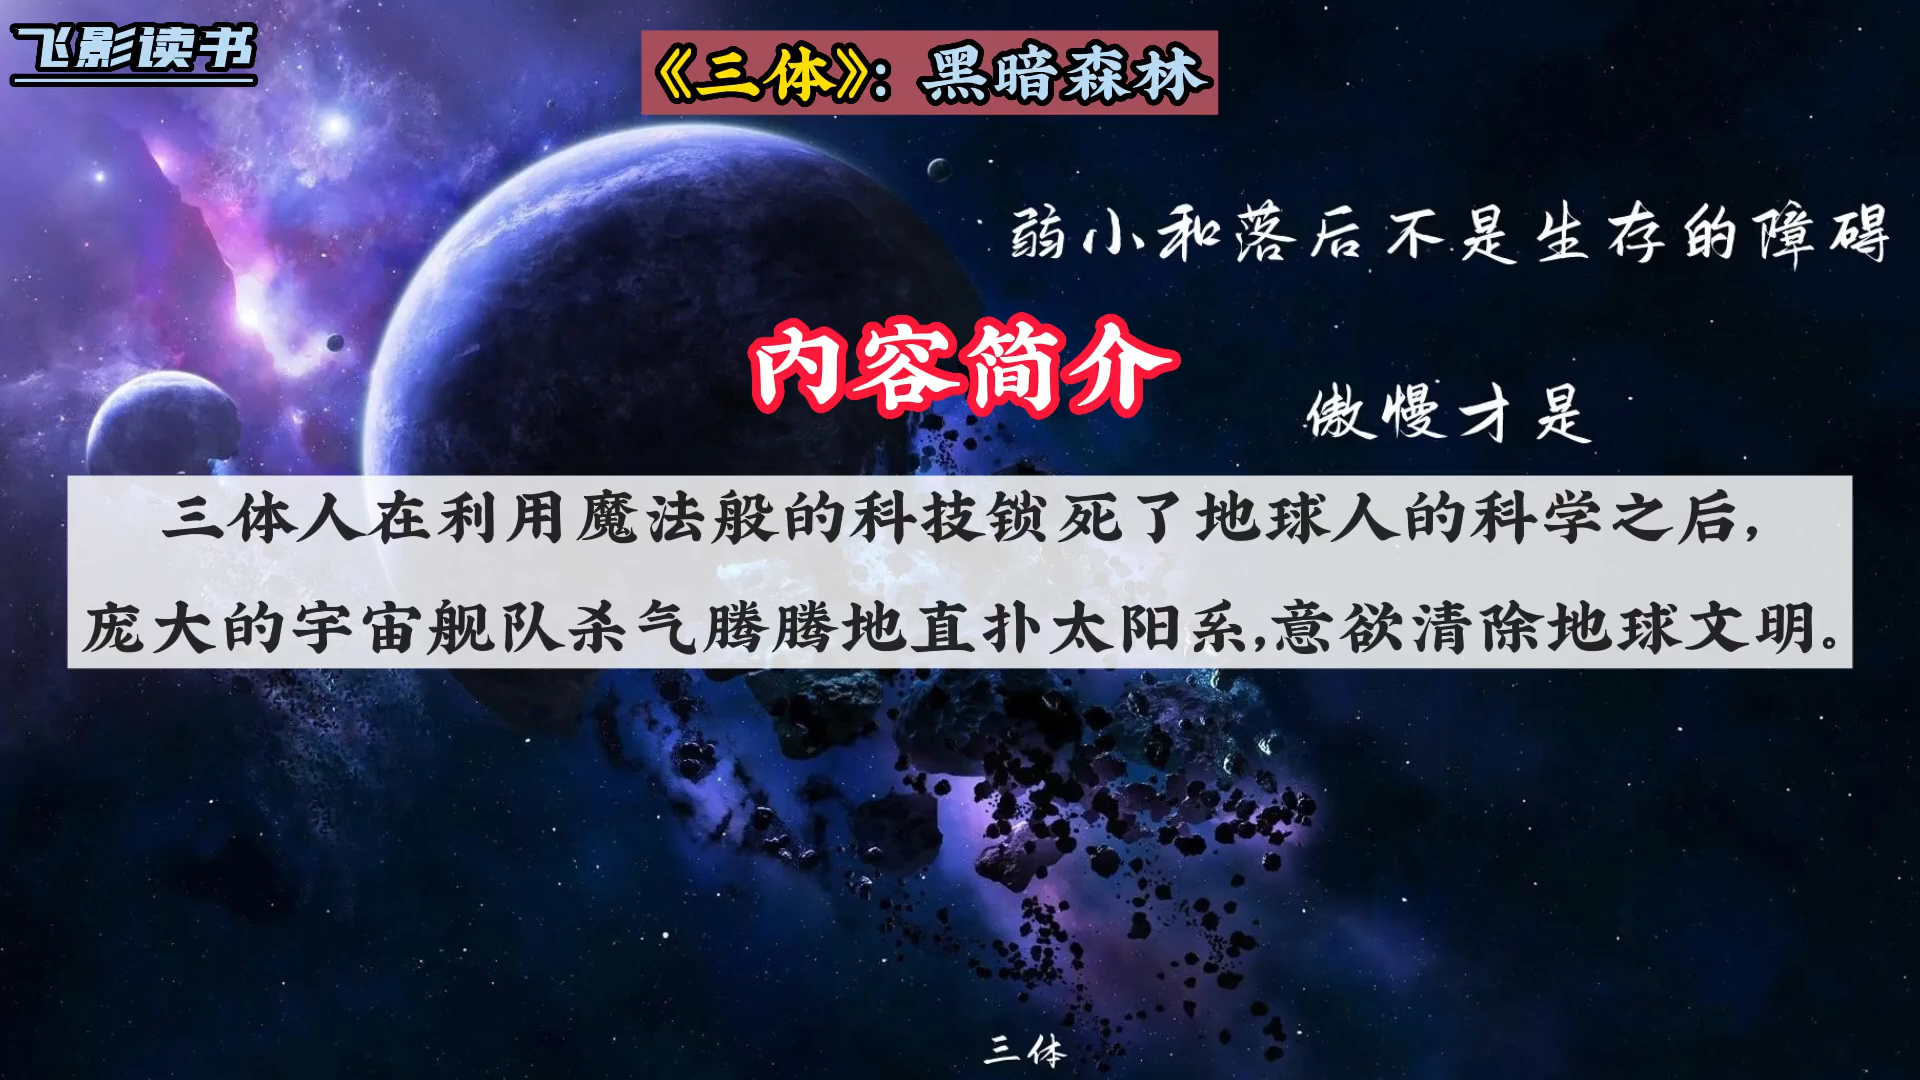 飞影读书
《三体》：黑暗森林
弱小和落后不是生存的障碍
内容简介
傲慢才是
三体人在利用魔法般的科技锁死了地球人的科学之后,
庞大的宇宙舰队杀气腾腾地直扑太阳系,意欲清除地球文明。
三体